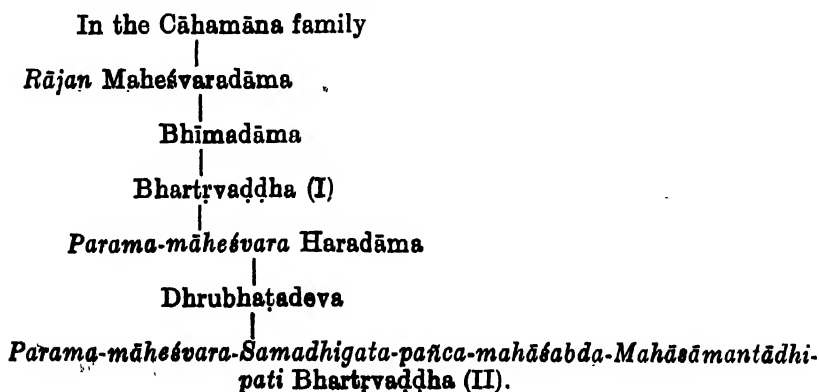 In the Cāhamāna family
Rājan Maheśvaradāma
Bhīmadāma
Bhartṛvaḍḍha (I)
Parama-māheśvara Haradāma
Dhrubhaṭadeva
Parama-māheśvara-Samadhigata-pañca-mahāśabda-Mahāsāmantādhi-
pati Bhartṛvaḍḍha (II).